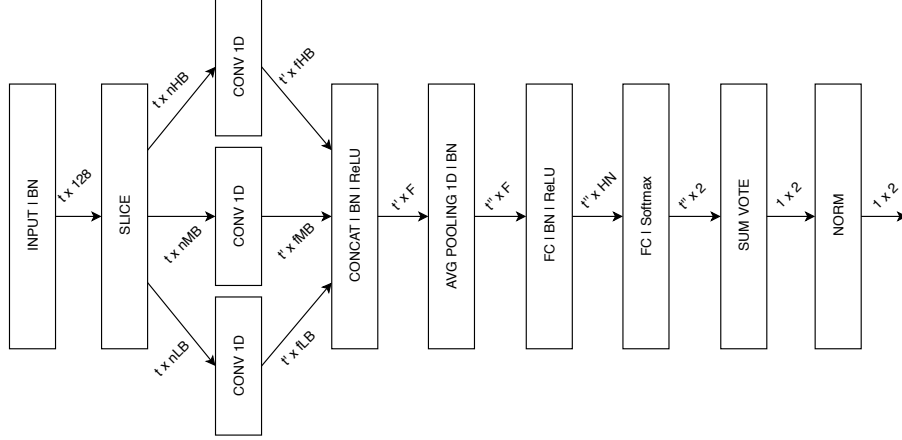 INPUT | BN
t x 128
SLICE
t x nHB
t x nMB
t x nLB
CONV 1D
CONV 1D
CONV 1D
t' x fHB
t' x fMB
t' x fLB
CONCAT | BN | ReLU
t' x F
AVG POOLING 1D | BN
t'' x F
FC | BN | ReLU
t'' x HN
FC | Softmax
t'' x 2
SUM VOTE
1 x 2
NORM
1 x 2